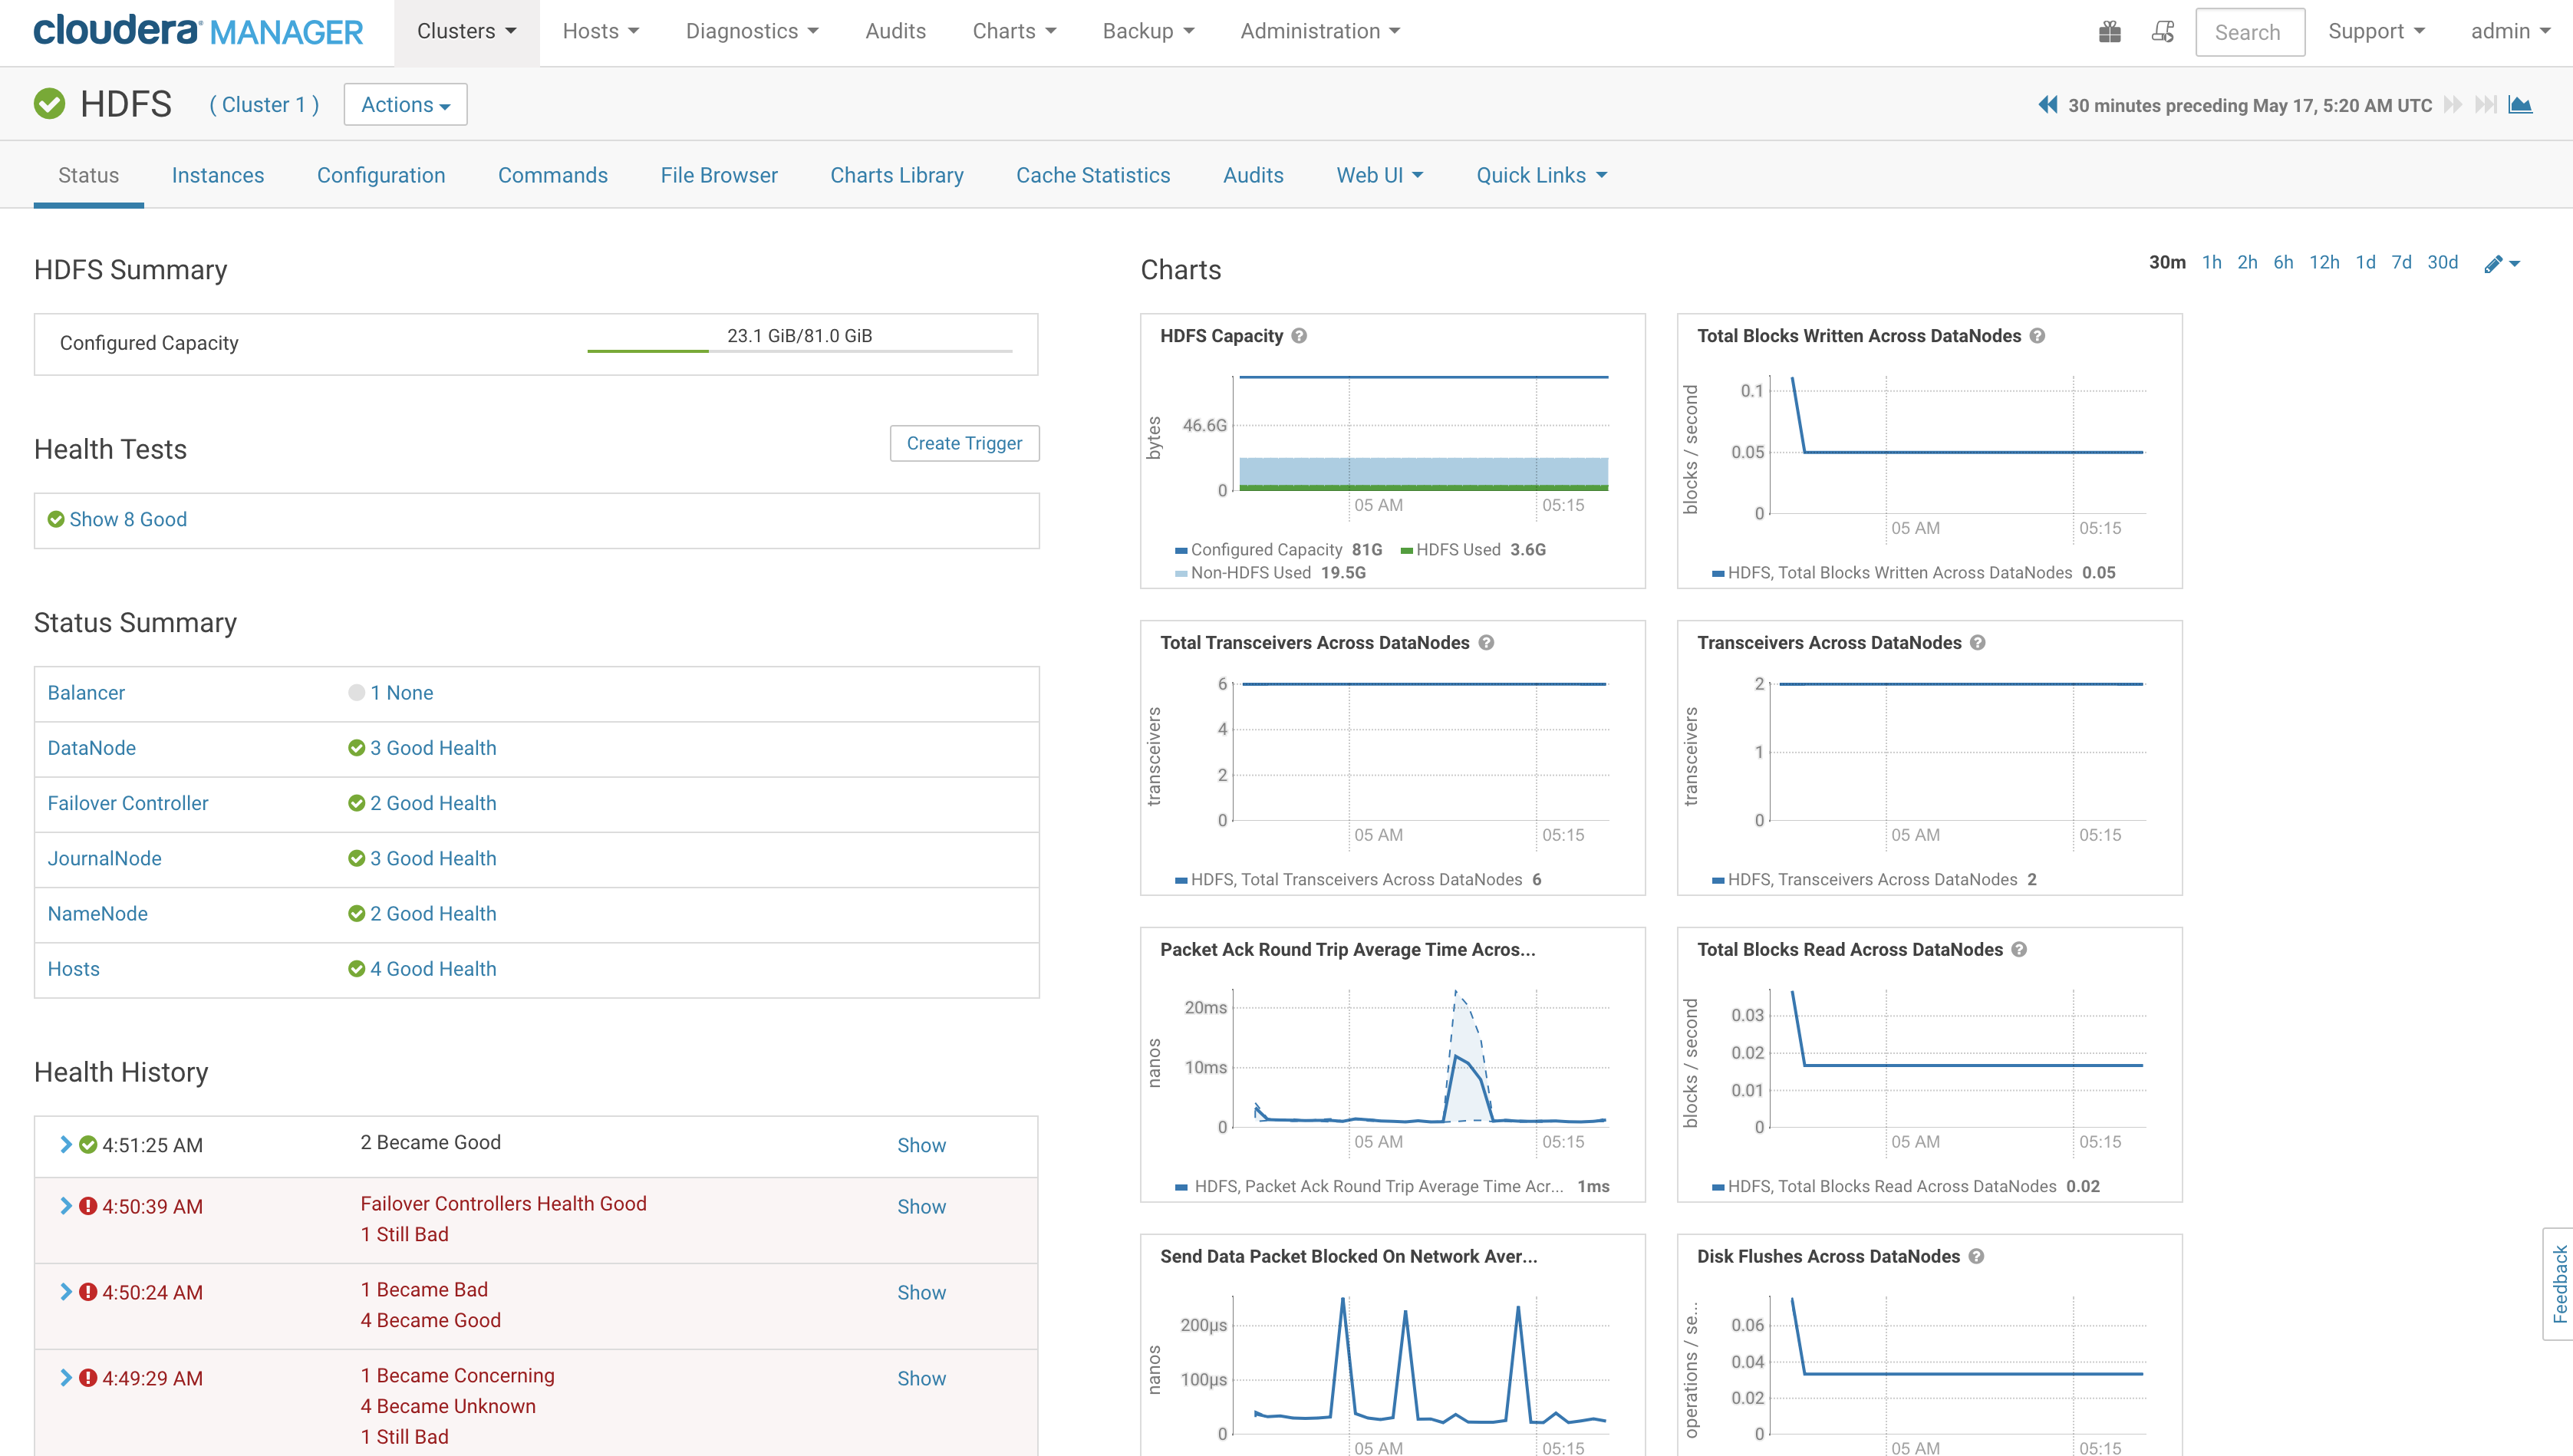 cloudera MANAGER
Clusters
Hosts
Diagnostics
Audits
Charts
Backup
Administration
Search
Support
admin
HDFS
( Cluster 1 )
Actions
30 minutes preceding May 17, 5:20 AM UTC
Status
Instances
Configuration
Commands
File Browser
Charts Library
Cache Statistics
Audits
Web UI
Quick Links
HDFS Summary
Configured Capacity
23.1 GiB/81.0 GiB
Health Tests
Create Trigger
Show 8 Good
Status Summary
Balancer
1 None
DataNode
3 Good Health
Failover Controller
2 Good Health
JournalNode
3 Good Health
NameNode
2 Good Health
Hosts
4 Good Health
Health History
4:51:25 AM
2 Became Good
Show
4:50:39 AM
Failover Controllers Health Good
1 Still Bad
Show
4:50:24 AM
1 Became Bad
4 Became Good
Show
4:49:29 AM
1 Became Concerning
4 Became Unknown
1 Still Bad
Show
Charts
30m 1h 2h 6h 12h 1d 7d 30d
HDFS Capacity
bytes
46.6G
0
05 AM
05:15
Configured Capacity 81G
HDFS Used 3.6G
Non-HDFS Used 19.5G
Total Blocks Written Across DataNodes
blocks / second
0.1
0.05
0
05 AM
05:15
HDFS, Total Blocks Written Across DataNodes 0.05
Total Transceivers Across DataNodes
transceivers
6
4
2
0
05 AM
05:15
HDFS, Total Transceivers Across DataNodes 6
Transceivers Across DataNodes
transceivers
2
1
0
05 AM
05:15
HDFS, Transceivers Across DataNodes 2
Packet Ack Round Trip Average Time Acros...
nanos
20ms
10ms
0
05 AM
05:15
HDFS, Packet Ack Round Trip Average Time Acr... 1ms
Total Blocks Read Across DataNodes
blocks / second
0.03
0.02
0.01
0
05 AM
05:15
HDFS, Total Blocks Read Across DataNodes 0.02
Send Data Packet Blocked On Network Aver...
nanos
200µs
100µs
0
05 AM
05:15
Disk Flushes Across DataNodes
operations / se...
0.06
0.04
0.02
0
05 AM
05:15
Feedback